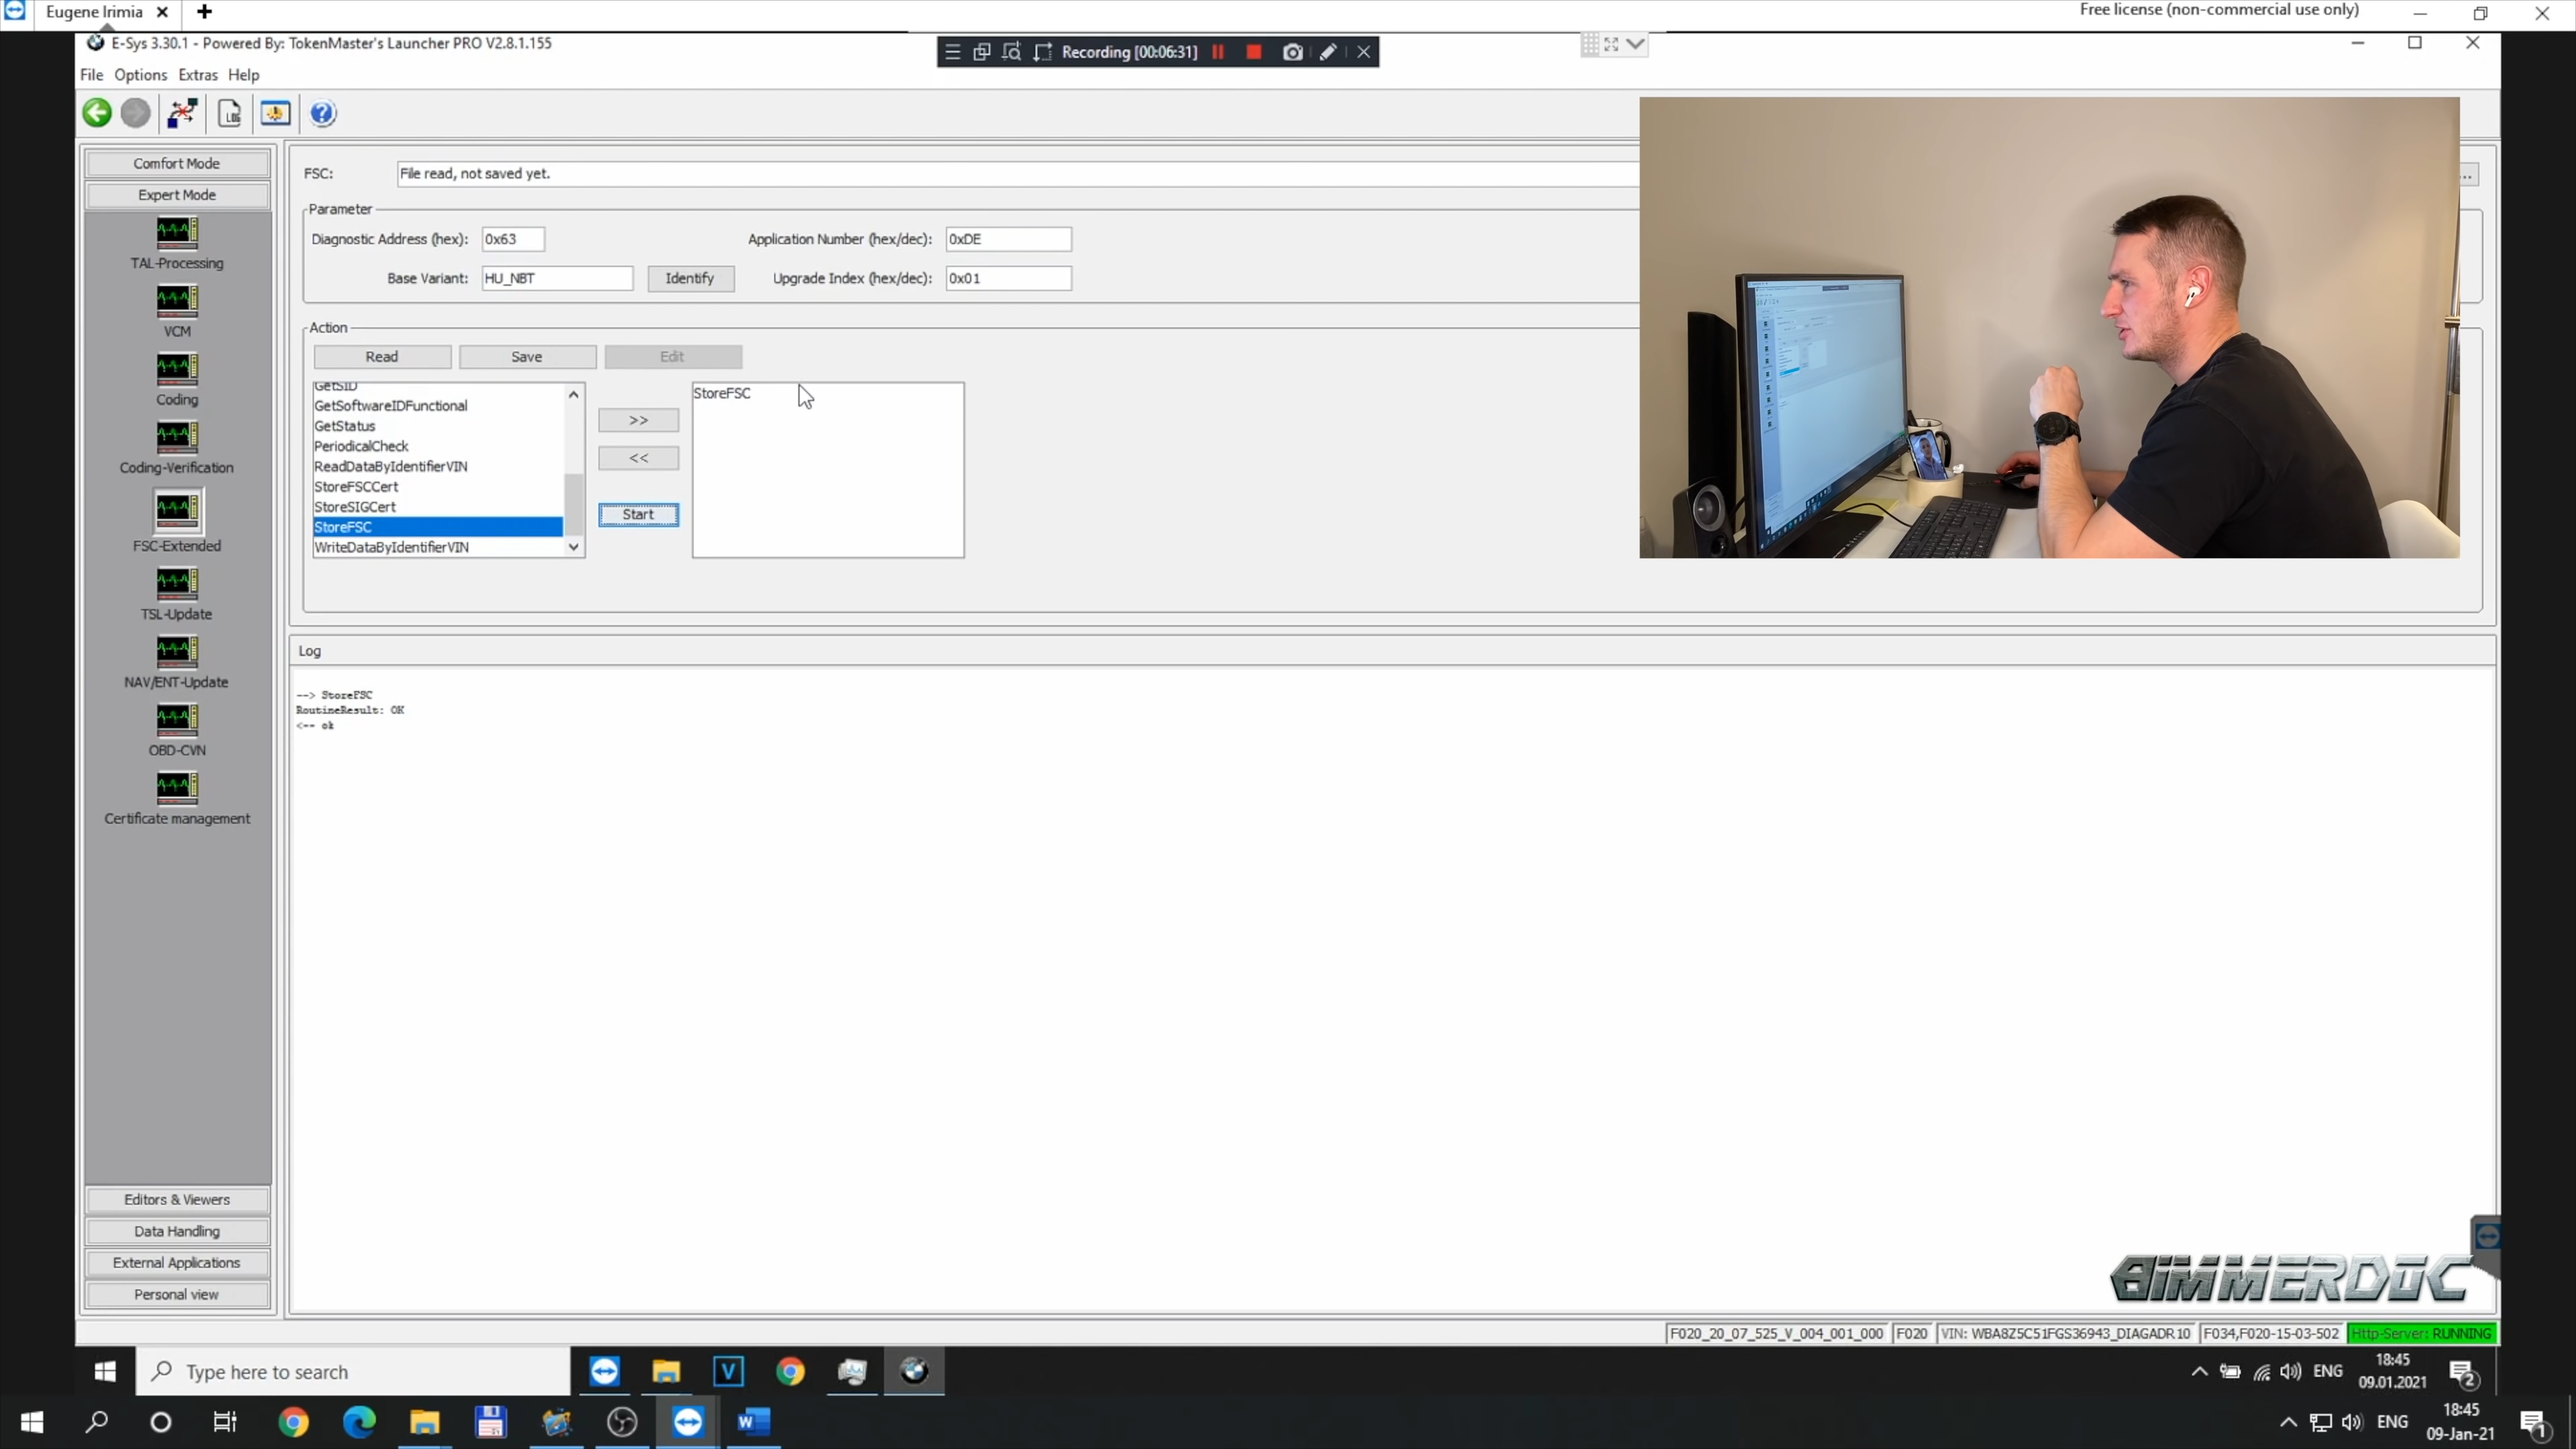 Eugene Irimia
Free license (non-commercial use only)
E-Sys 3.30.1 - Powered By: TokenMaster's Launcher PRO V2.8.1.155
Recording [00:06:31]
File Options Extras Help
LOG
Comfort Mode
Expert Mode
TAL-Processing
VCM
Coding
Coding-Verification
FSC-Extended
TSL-Update
NAV/ENT-Update
OBD-CVN
Certificate management
Editors & Viewers
Data Handling
External Applications
Personal view
FSC: File read, not saved yet. ...
Parameter
Diagnostic Address (hex): 0x63 Application Number (hex/dec): 0xDE
Base Variant: HU_NBT Identify Upgrade Index (hex/dec): 0x01
Action
Read Save Edit
GetSID
GetSoftwareIDFunctional
GetStatus
PeriodicalCheck
ReadDataByIdentifierVIN
StoreFSCCert
StoreSIGCert
StoreFSC
WriteDataByIdentifierVIN
>>
<<
Start
StoreFSC
Log
--> StoreFSC
RoutineResult: OK
<-- ok
BIMMERDOC
F020_20_07_525_V_004_001_000 F020 VIN: WBA8Z5C51FGS36943_DIAGADR10 F034,F020-15-03-502 Http-Server: RUNNING
Type here to search
V
ENG 18:45
09.01.2021
2
W
ENG 18:45
09-Jan-21
1